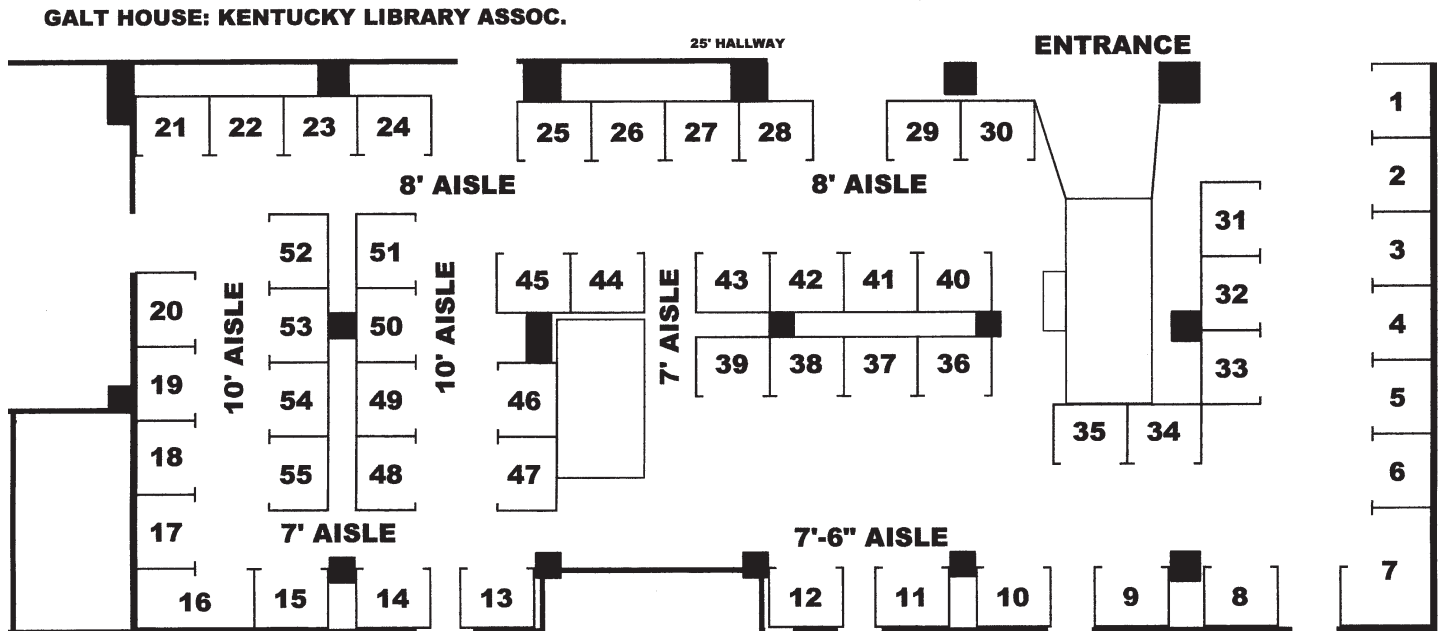 GALT HOUSE: KENTUCKY LIBRARY ASSOC.
25' HALLWAY
ENTRANCE
1
21 22 23 24 25 26 27 28 29 30
2
8' AISLE 8' AISLE
31
3
52 51
45 44 43 42 41 40
32
20
10' AISLE
10' AISLE
7' AISLE
53 50
4
39 38 37 36
33
19
54 49
46
5
35 34
18
55 48
47
6
17
7' AISLE
7'-6" AISLE
7
16 15 14 13 12 11 10 9 8